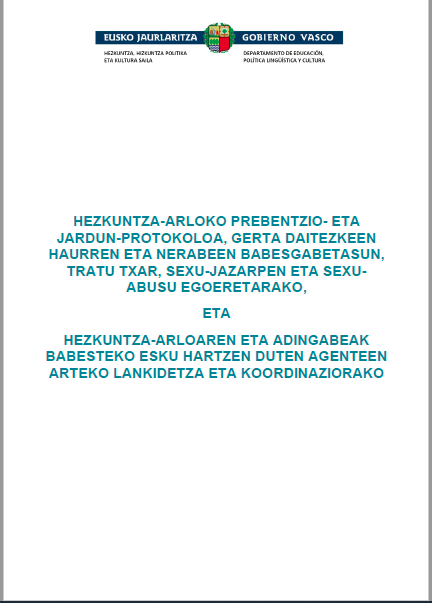 EUSKO JAURLARITZA
GOBIERNO VASCO
HEZKUNTZA, HIZKUNTZA POLITIKA
ETA KULTURA SAILA
DEPARTAMENTO DE EDUCACIÓN,
POLÍTICA LINGÜÍSTICA Y CULTURA
HEZKUNTZA-ARLOKO PREBENTZIO- ETA
JARDUN-PROTOKOLOA, GERTA DAITEZKEEN
HAURREN ETA NERABEEN BABESGABETASUN,
TRATU TXAR, SEXU-JAZARPEN ETA SEXU-
ABUSU EGOERETARAKO,
ETA
HEZKUNTZA-ARLOAREN ETA ADINGABEAK
BABESTEKO ESKU HARTZEN DUTEN AGENTEEN
ARTEKO LANKIDETZA ETA KOORDINAZIORAKO